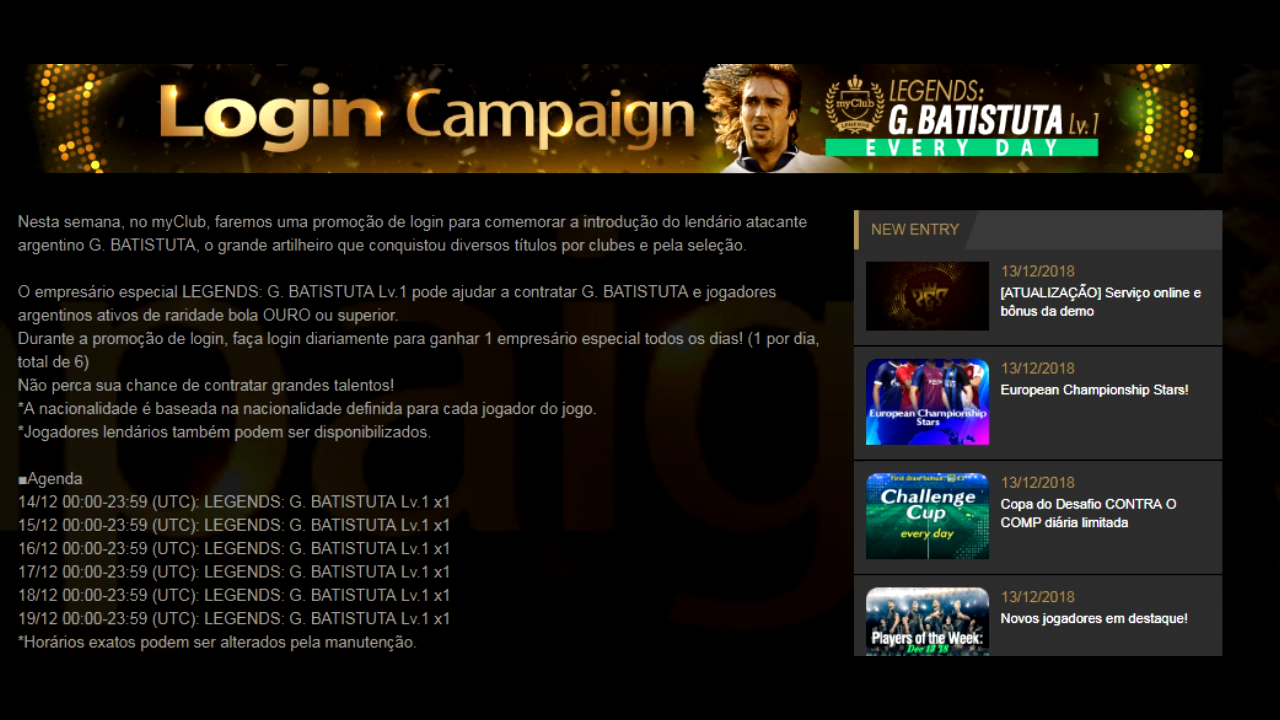 Login Campaign
myClub
LEGENDS
LEGENDS:
G. BATISTUTA Lv.1
EVERY DAY
Nesta semana, no myClub, faremos uma promoção de login para comemorar a introdução do lendário atacante
argentino G. BATISTUTA, o grande artilheiro que conquistou diversos títulos por clubes e pela seleção.
O empresário especial LEGENDS: G. BATISTUTA Lv.1 pode ajudar a contratar G. BATISTUTA e jogadores
argentinos ativos de raridade bola OURO ou superior.
Durante a promoção de login, faça login diariamente para ganhar 1 empresário especial todos os dias! (1 por dia,
total de 6)
Não perca sua chance de contratar grandes talentos!
*A nacionalidade é baseada na nacionalidade definida para cada jogador do jogo.
*Jogadores lendários também podem ser disponibilizados.
■Agenda
14/12 00:00-23:59 (UTC): LEGENDS: G. BATISTUTA Lv.1 x1
15/12 00:00-23:59 (UTC): LEGENDS: G. BATISTUTA Lv.1 x1
16/12 00:00-23:59 (UTC): LEGENDS: G. BATISTUTA Lv.1 x1
17/12 00:00-23:59 (UTC): LEGENDS: G. BATISTUTA Lv.1 x1
18/12 00:00-23:59 (UTC): LEGENDS: G. BATISTUTA Lv.1 x1
19/12 00:00-23:59 (UTC): LEGENDS: G. BATISTUTA Lv.1 x1
*Horários exatos podem ser alterados pela manutenção.
NEW ENTRY
13/12/2018
[ATUALIZAÇÃO] Serviço online e
bônus da demo
13/12/2018
European Championship Stars!
European Championship
Stars
13/12/2018
Copa do Desafio CONTRA O
COMP diária limitada
Challenge
Cup
every day
13/12/2018
Novos jogadores em destaque!
Players of the Week:
Dec 13 '18